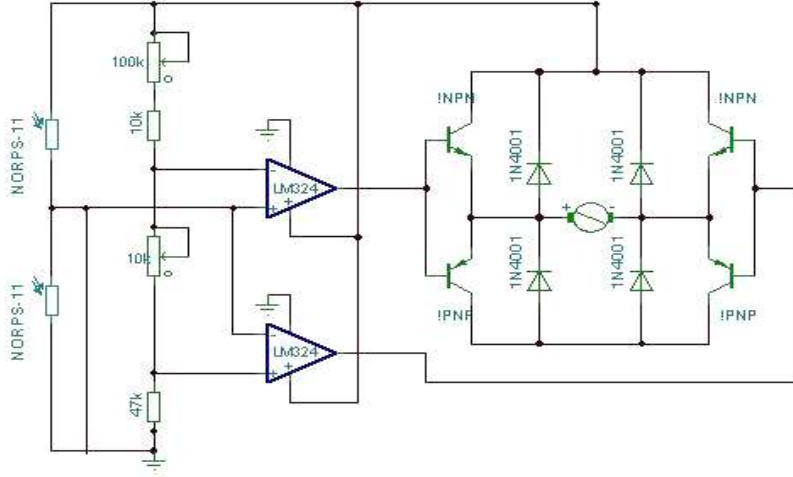 100k
NORPS-11
10k
!NPN
!NPN
1N4001
1N4001
- LM324
+
+
+ -
10k
NORPS-11
1N4001
1N4001
!PNP
!PNP
- LM324
+
+
47k